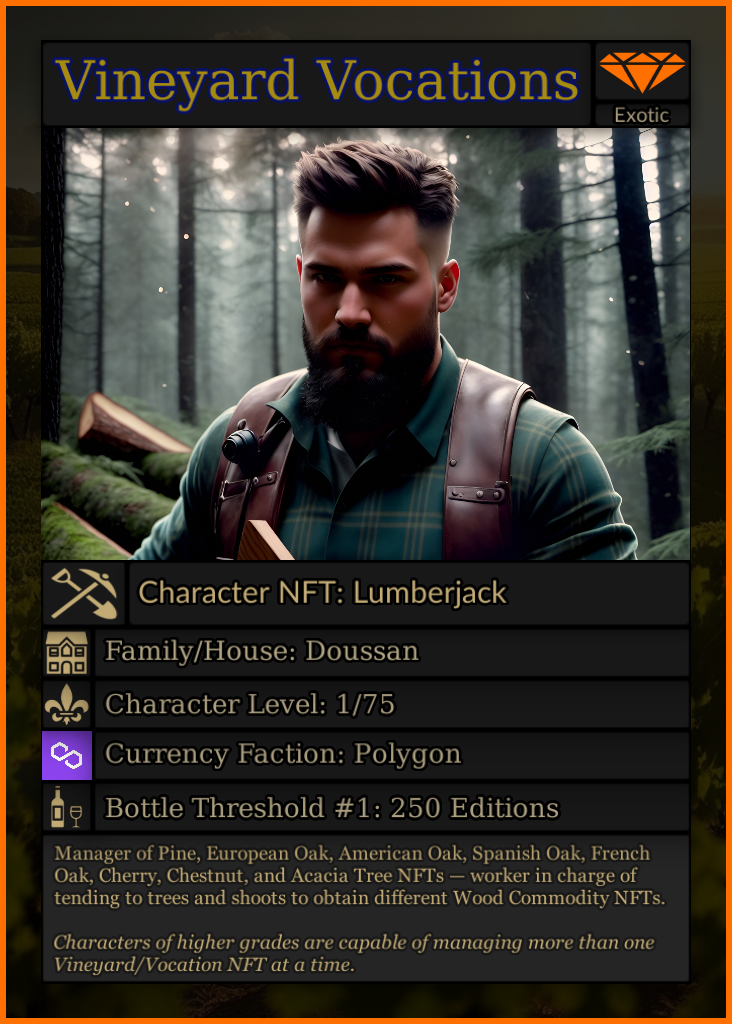 Vineyard Vocations
Exotic
Character NFT: Lumberjack
Family/House: Doussan
Character Level: 1/75
Currency Faction: Polygon
Bottle Threshold #1: 250 Editions
Manager of Pine, European Oak, American Oak, Spanish Oak, French
Oak, Cherry, Chestnut, and Acacia Tree NFTs — worker in charge of
tending to trees and shoots to obtain different Wood Commodity NFTs.
Characters of higher grades are capable of managing more than one
Vineyard/Vocation NFT at a time.